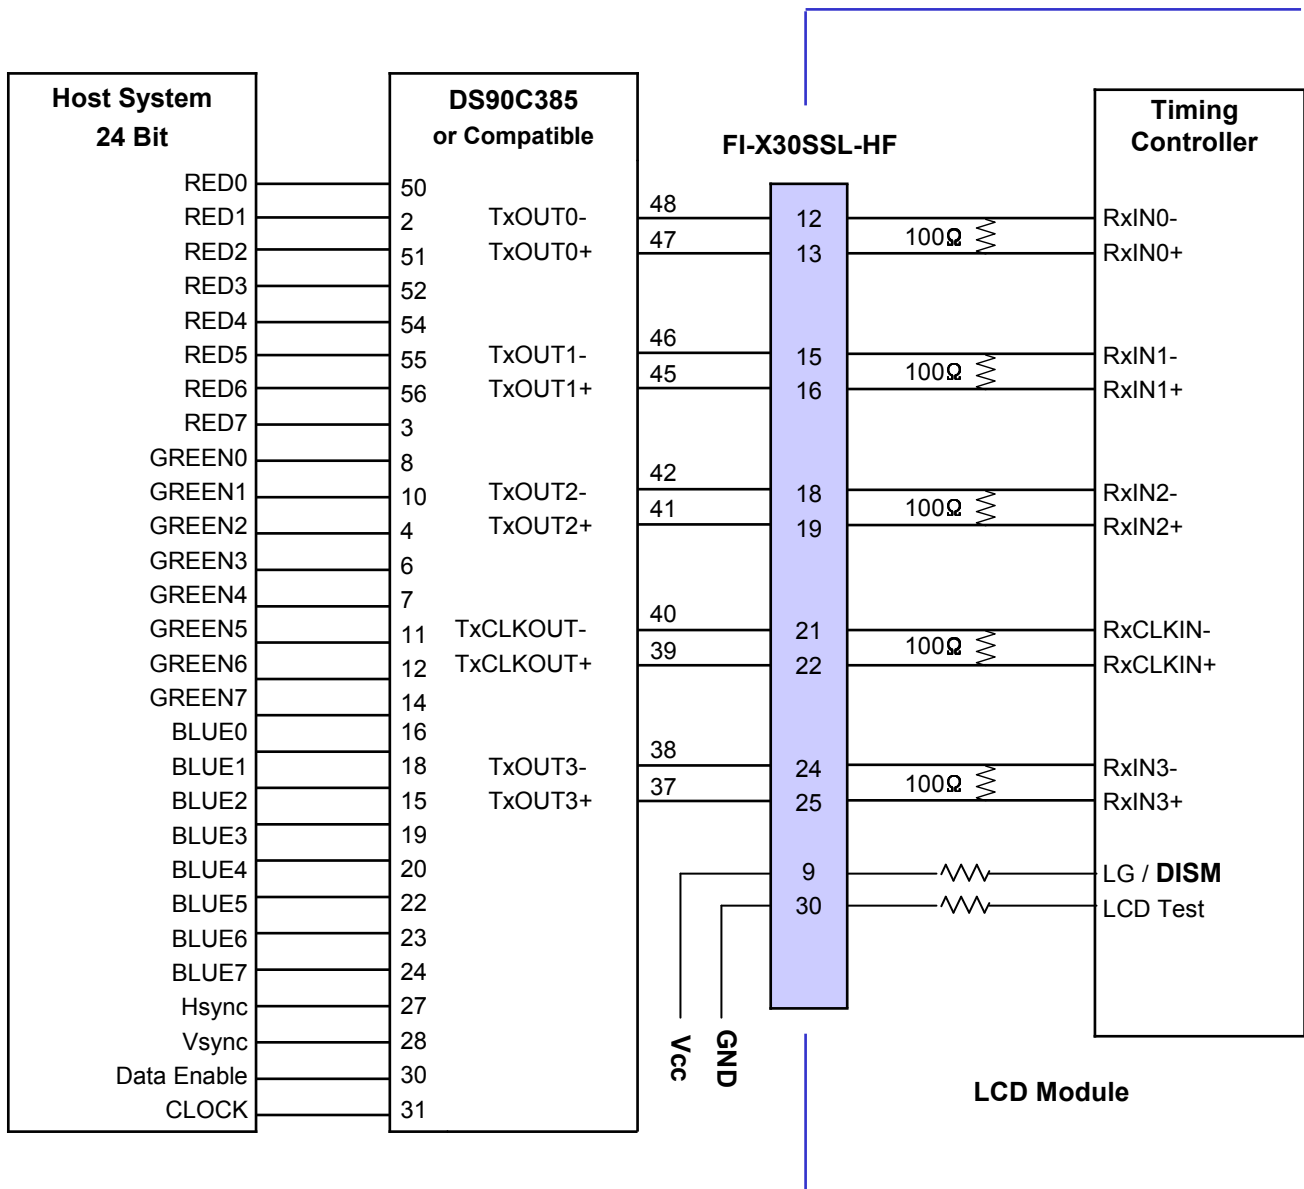 Host System
24 Bit
RED0
RED1
RED2
RED3
RED4
RED5
RED6
RED7
GREEN0
GREEN1
GREEN2
GREEN3
GREEN4
GREEN5
GREEN6
GREEN7
BLUE0
BLUE1
BLUE2
BLUE3
BLUE4
BLUE5
BLUE6
BLUE7
Hsync
Vsync
Data Enable
CLOCK
DS90C385
or Compatible
50
2
51
52
54
55
56
3
8
10
4
6
7
11
12
14
16
18
15
19
20
22
23
24
27
28
30
31
TxOUT0-
TxOUT0+
TxOUT1-
TxOUT1+
TxOUT2-
TxOUT2+
TxCLKOUT-
TxCLKOUT+
TxOUT3-
TxOUT3+
48
47
46
45
42
41
40
39
38
37
Vcc
GND
FI-X30SSL-HF
12
13
15
16
18
19
21
22
24
25
9
30
100Ω
100Ω
100Ω
100Ω
100Ω
Timing
Controller
RxIN0-
RxIN0+
RxIN1-
RxIN1+
RxIN2-
RxIN2+
RxCLKIN-
RxCLKIN+
RxIN3-
RxIN3+
LG / DISM
LCD Test
LCD Module